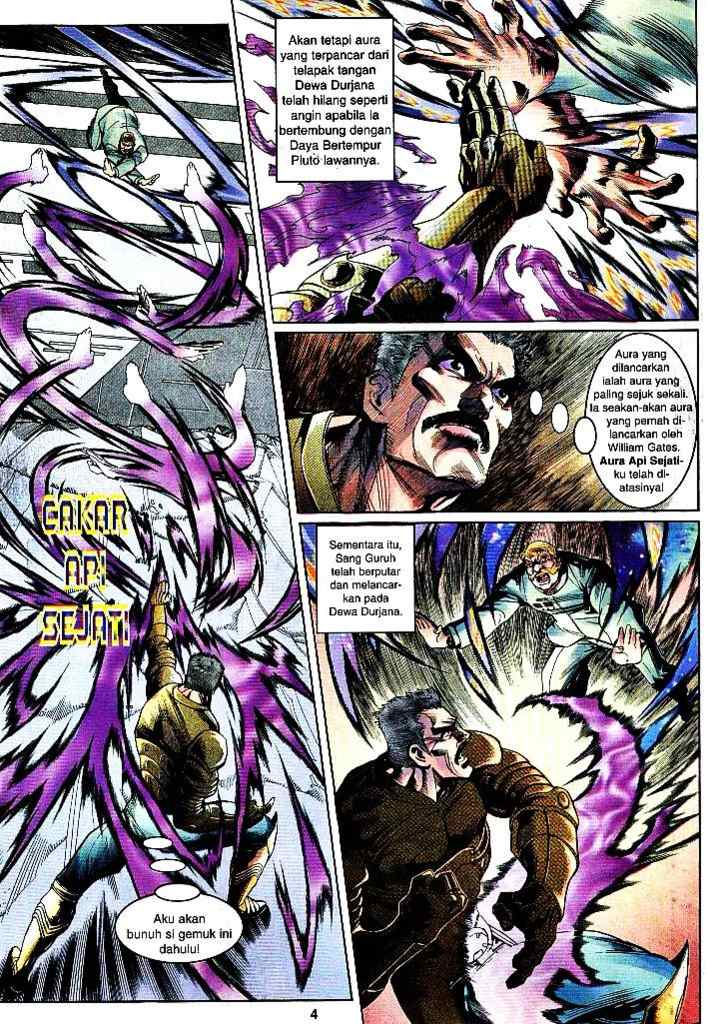 CAKAR
API
SEJATI
Aku akan
bunuh si gemuk ini
dahulu!
Akan tetapi aura
yang terpancar dari
telapak tangan
Dewa Durjana
telah hilang seperti
angin apabila Ia
bertembung dengan
Daya Bertempur
Pluto lawannya.
Aura yang
dilancarkan
ialah aura yang
paling sejuk sekali.
Ia seakan-akan aura
yang pernah di-
lancarkan oleh
William Gates.
Aura Api Sejati-
ku telah di-
atasinya!
Sementara itu,
Sang Guruh
telah berputar
dan melancar-
kan pada
Dewa Durjana.
4